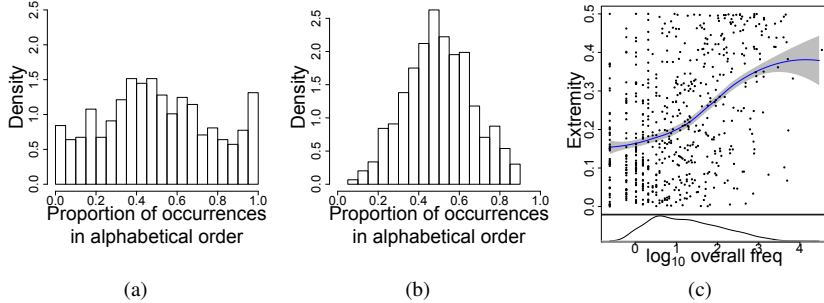 Density
0.0 0.5 1.0 1.5 2.0 2.5
0.0 0.2 0.4 0.6 0.8 1.0
Proportion of occurrences
in alphabetical order
(a)
Density
0.0 0.5 1.0 1.5 2.0 2.5
0.0 0.2 0.4 0.6 0.8 1.0
Proportion of occurrences
in alphabetical order
(b)
Extremity
0.0 0.1 0.2 0.3 0.4 0.5
0 1 2 3 4
log₁₀ overall freq
(c)